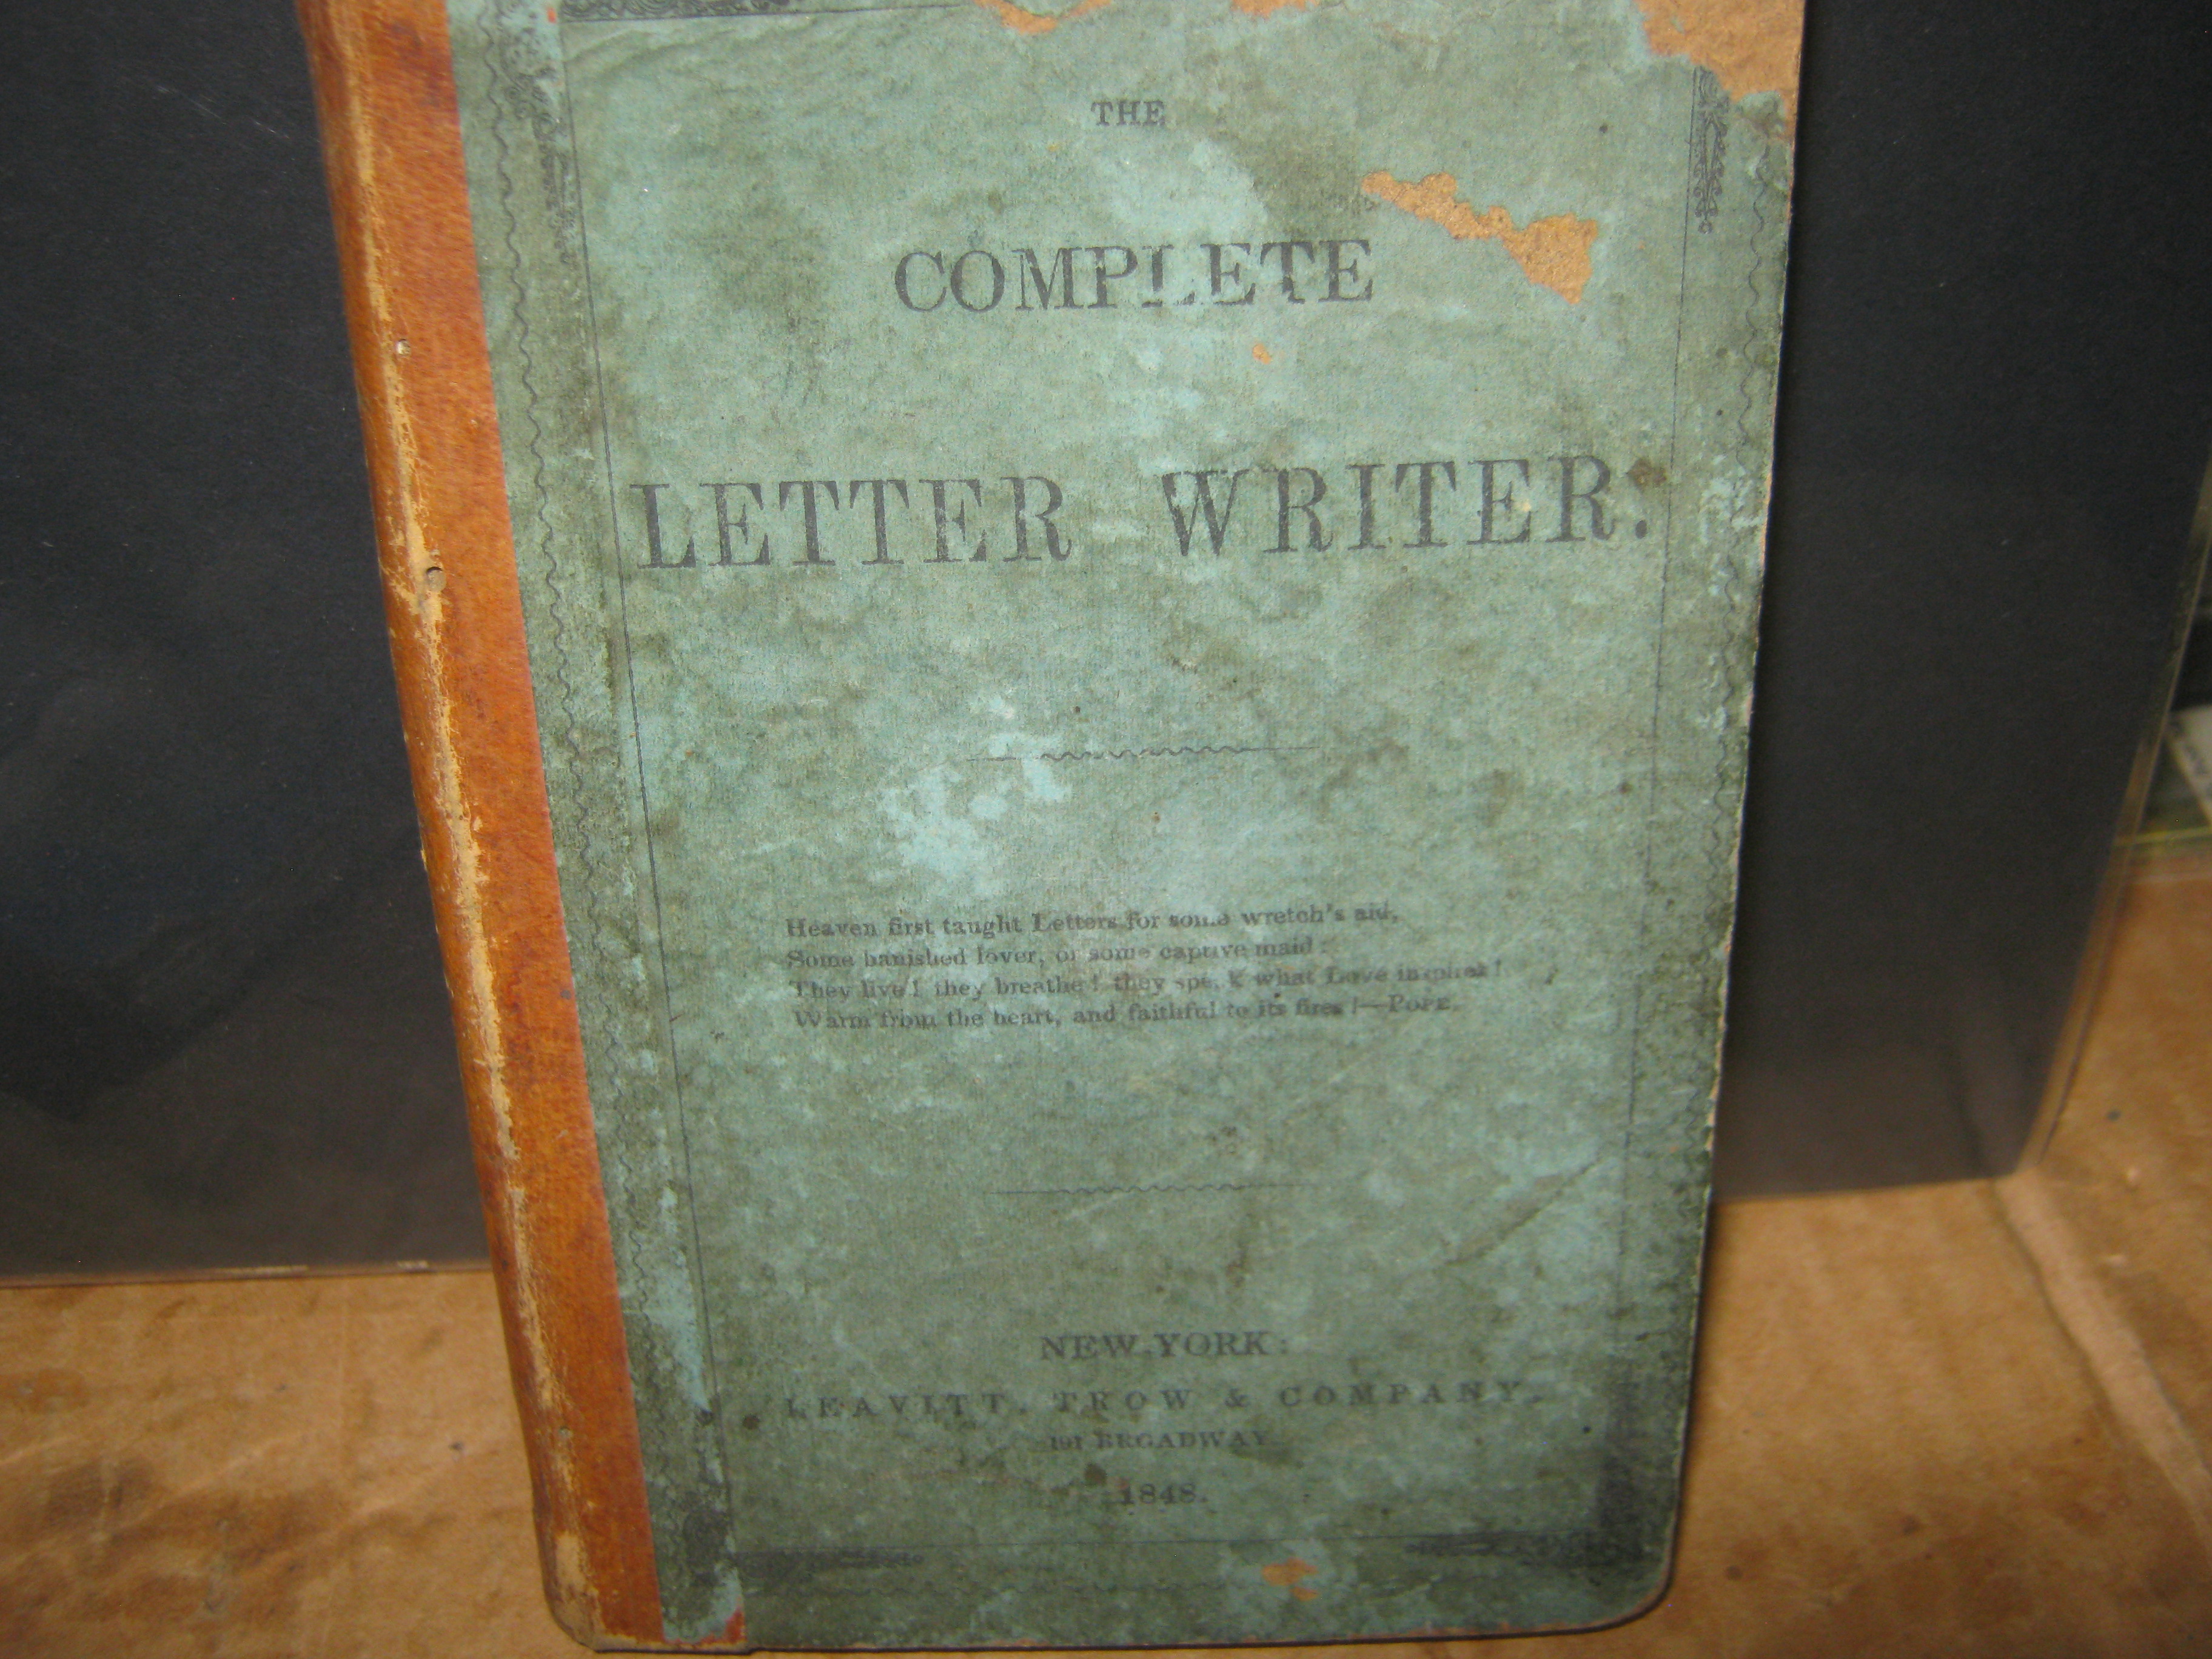 THE
COMPLETE
LETTER WRITER:
Heaven first taught Letters for some wretch's aid,
Some banished lover, or some captive maid:
They live! they breathe! they speak what Love inspires!
Warm from the heart, and faithful to its fires!—POPE.
NEW-YORK:
LEAVITT, TROW & COMPANY,
191 BROADWAY
1848.